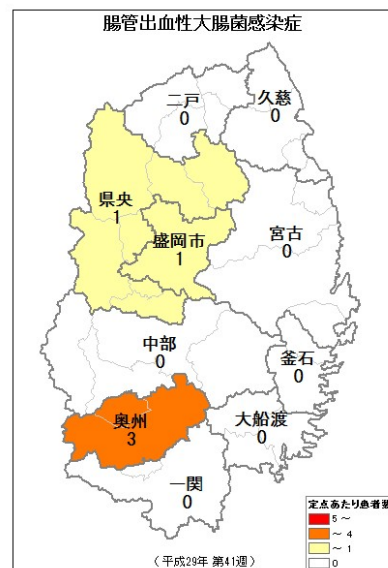 腸管出血性大腸菌感染症
二戸
0
久慈
0
県央
1
盛岡市
1
宮古
0
中部
0
釜石
0
奥州
3
大船渡
0
一関
0
定点あたり患者数
5～
～4
～1
0
(平成29年 第41週)